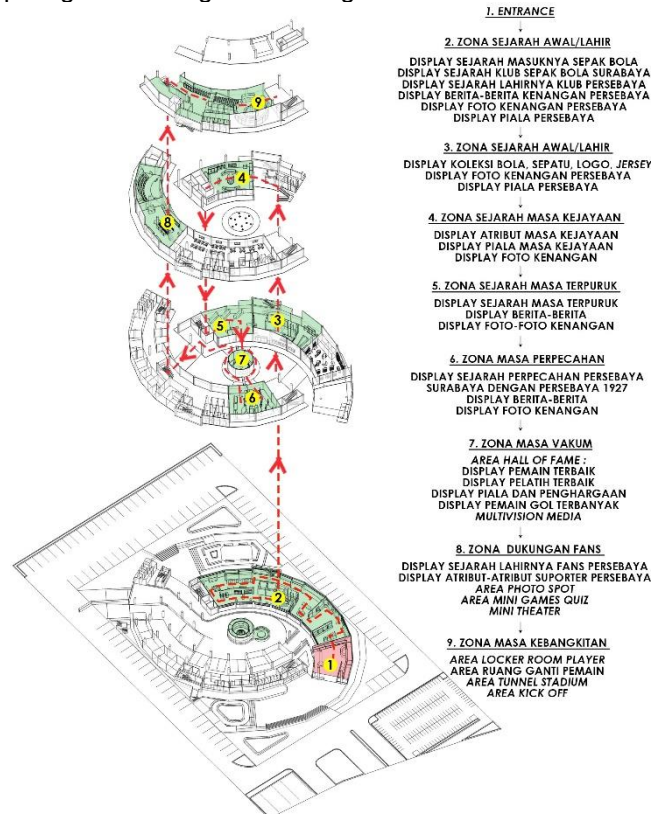 1. ENTRANCE
2. ZONA SEJARAH AWAL/LAHIR
DISPLAY SEJARAH MASUKNYA SEPAK BOLA
DISPLAY SEJARAH KLUB SEPAK BOLA SURABAYA
DISPLAY SEJARAH LAHIRNYA KLUB PERSEBAYA
DISPLAY BERITA-BERITA KENANGAN PERSEBAYA
DISPLAY FOTO KENANGAN PERSEBAYA
DISPLAY PIALA PERSEBAYA
3. ZONA SEJARAH AWAL/LAHIR
DISPLAY KOLEKSI BOLA, SEPATU, LOGO, JERSEY
DISPLAY FOTO KENANGAN PERSEBAYA
DISPLAY PIALA PERSEBAYA
4. ZONA SEJARAH MASA KEJAYAAN
DISPLAY ATRIBUT MASA KEJAYAAN
DISPLAY PIALA MASA KEJAYAAN
DISPLAY FOTO KENANGAN
5. ZONA SEJARAH MASA TERPURUK
DISPLAY SEJARAH MASA TERPURUK
DISPLAY BERITA-BERITA
DISPLAY FOTO-FOTO KENANGAN
6. ZONA MASA PERPECAHAN
DISPLAY SEJARAH PERPECAHAN PERSEBAYA
SURABAYA DENGAN PERSEBAYA 1927
DISPLAY BERITA-BERITA
DISPLAY FOTO KENANGAN
7. ZONA MASA VAKUM
AREA HALL OF FAME :
DISPLAY PEMAIN TERBAIK
DISPLAY PELATIH TERBAIK
DISPLAY PIALA DAN PENGHARGAAN
DISPLAY PEMAIN GOL TERBANYAK
MULTIVISION MEDIA
8. ZONA DUKUNGAN FANS
DISPLAY SEJARAH LAHIRNYA FANS PERSEBAYA
DISPLAY ATRIBUT-ATRIBUT SUPORTER PERSEBAYA
AREA PHOTO SPOT
AREA MINI GAMES QUIZ
MINI THEATER
9. ZONA MASA KEBANGKITAN
AREA LOCKER ROOM PLAYER
AREA RUANG GANTI PEMAIN
AREA TUNNEL STADIUM
AREA KICK OFF
9
4
8
5
3
7
6
2
1